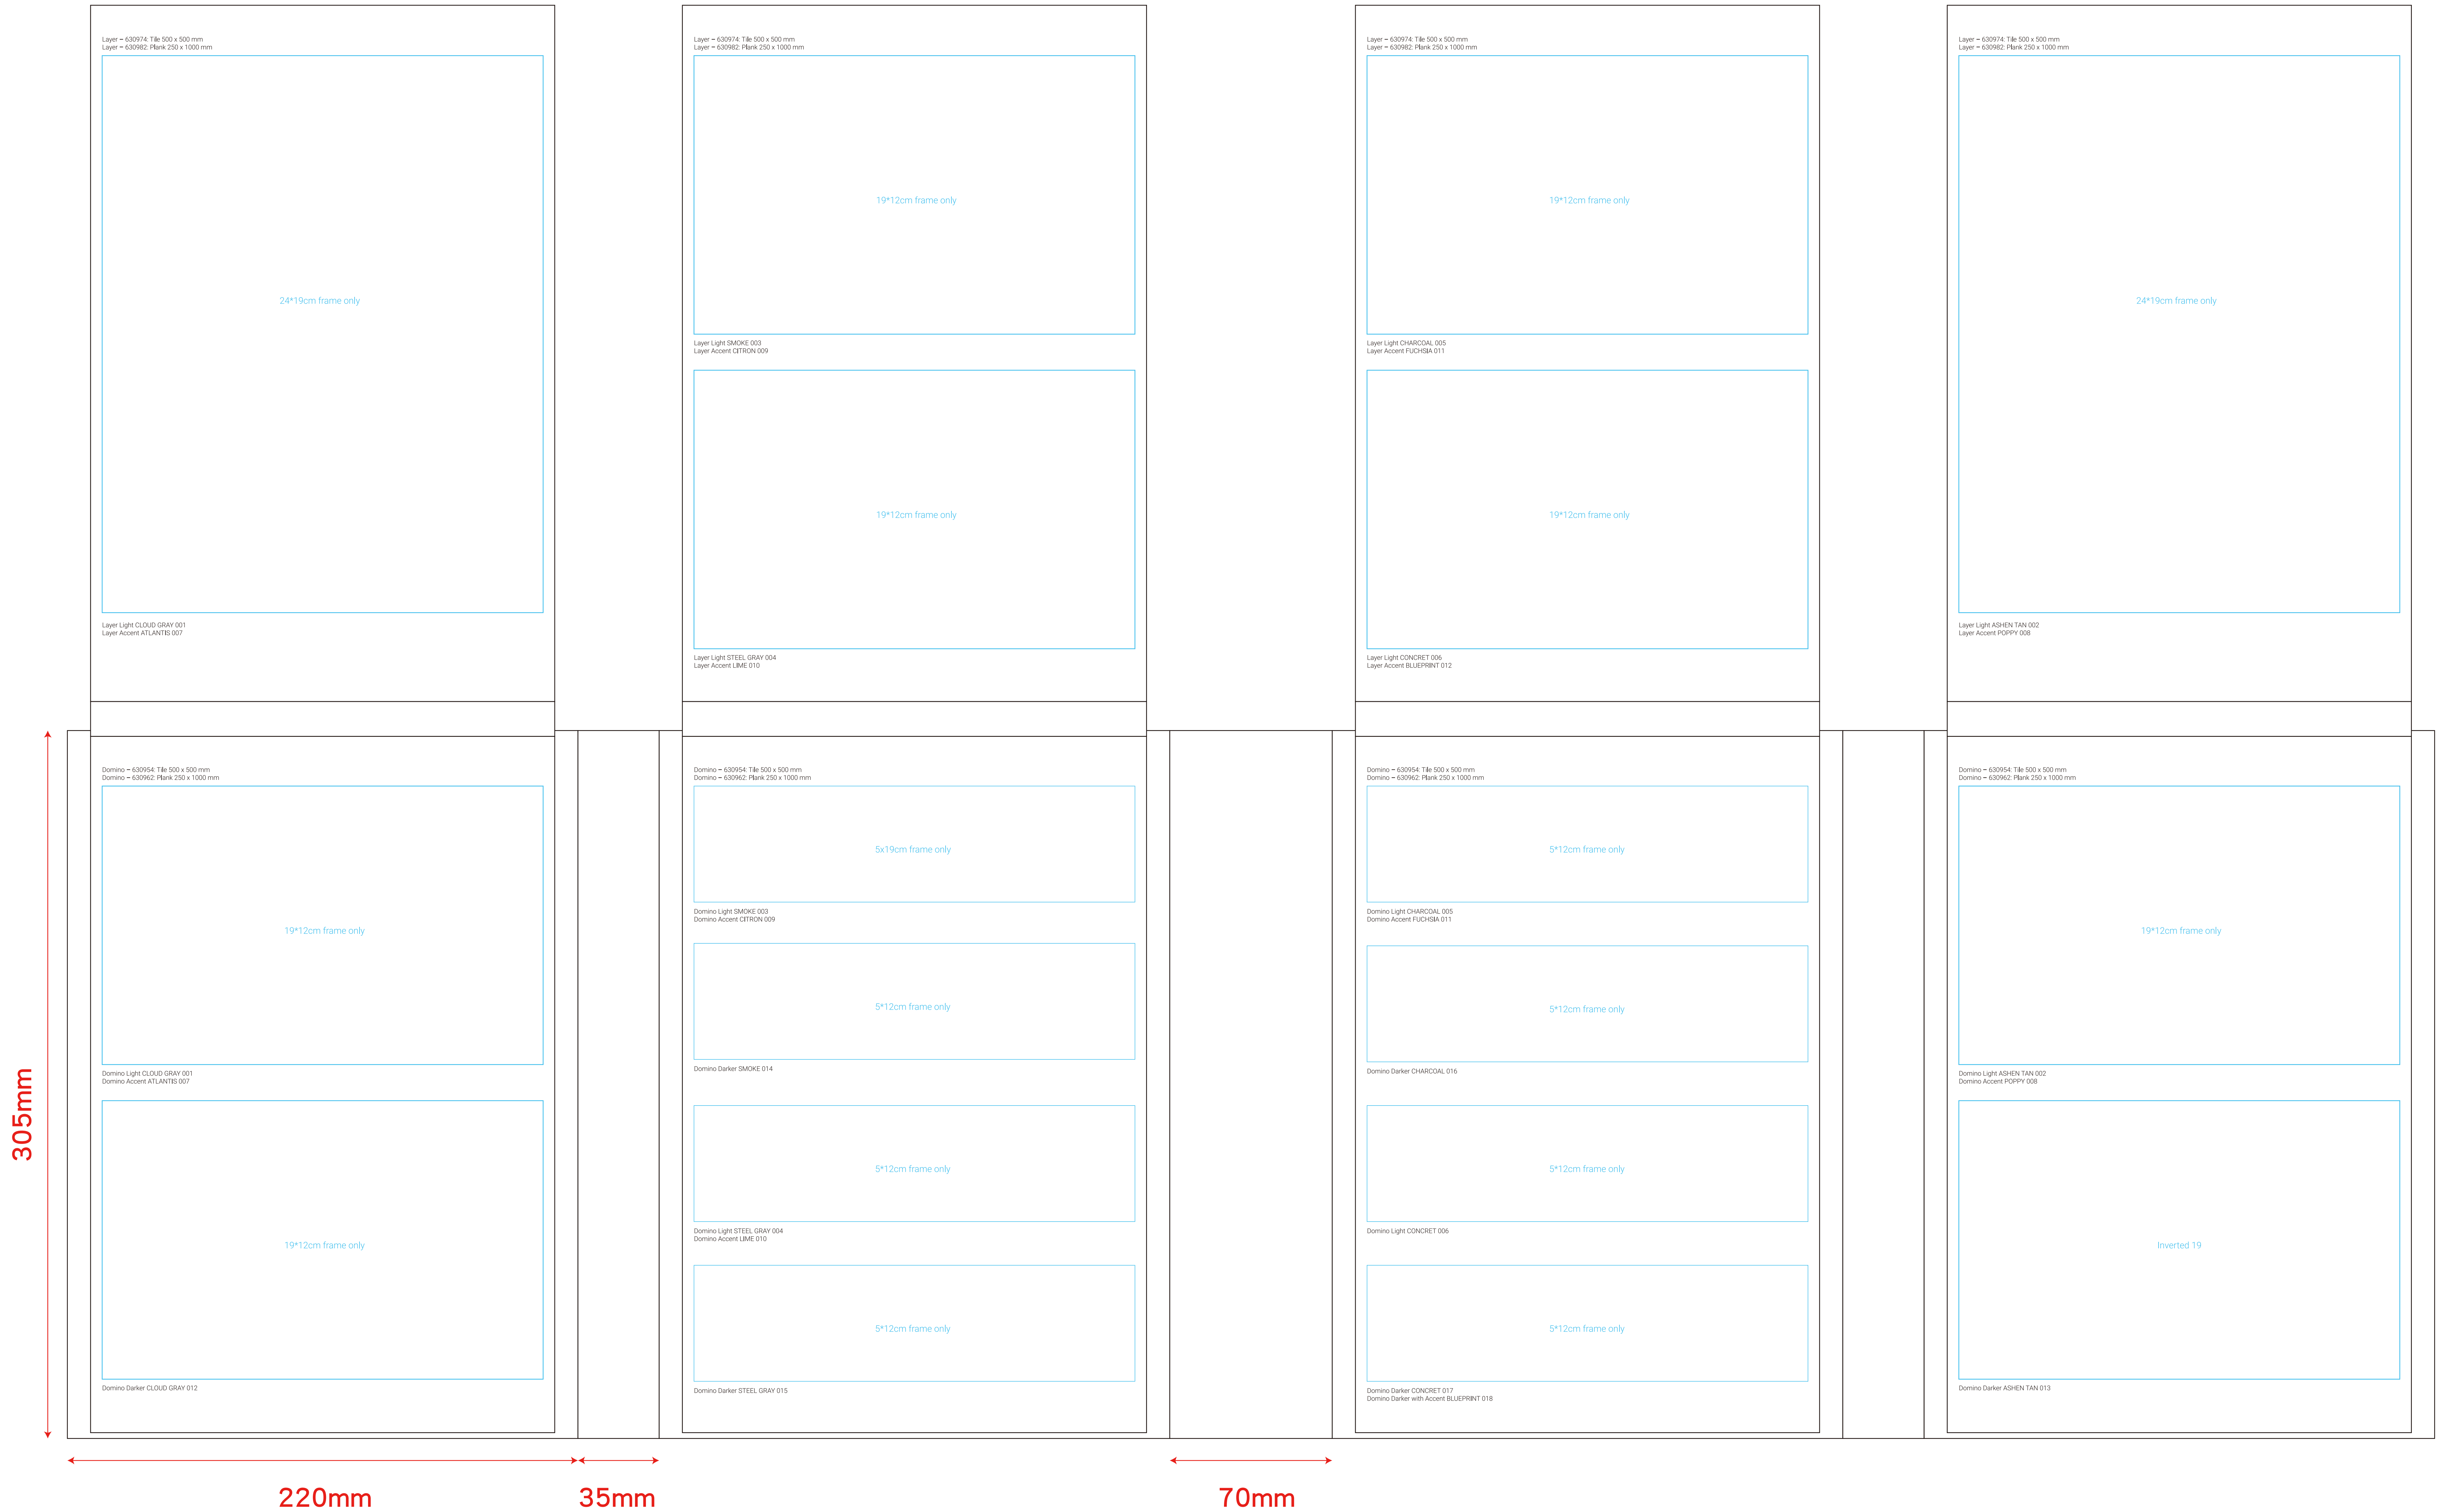 Layer – 630974: Tile 500 x 500 mm
Layer – 630982: Plank 250 x 1000 mm
24*19cm frame only
Layer Light CLOUD GRAY 001
Layer Accent ATLANTIS 007
Layer – 630974: Tile 500 x 500 mm
Layer – 630982: Plank 250 x 1000 mm
19*12cm frame only
Layer Light SMOKE 003
Layer Accent CITRON 009
19*12cm frame only
Layer Light STEEL GRAY 004
Layer Accent LIME 010
Layer – 630974: Tile 500 x 500 mm
Layer – 630982: Plank 250 x 1000 mm
19*12cm frame only
Layer Light CHARCOAL 005
Layer Accent FUCHSIA 011
19*12cm frame only
Layer Light CONCRET 006
Layer Accent BLUEPRINT 012
Layer – 630974: Tile 500 x 500 mm
Layer – 630982: Plank 250 x 1000 mm
24*19cm frame only
Layer Light ASHEN TAN 002
Layer Accent POPPY 008
305mm
Domino – 630954: Tile 500 x 500 mm
Domino – 630962: Plank 250 x 1000 mm
19*12cm frame only
Domino Light CLOUD GRAY 001
Domino Accent ATLANTIS 007
19*12cm frame only
Domino Darker CLOUD GRAY 012
Domino – 630954: Tile 500 x 500 mm
Domino – 630962: Plank 250 x 1000 mm
5x19cm frame only
Domino Light SMOKE 003
Domino Accent CITRON 009
5*12cm frame only
Domino Darker SMOKE 014
5*12cm frame only
Domino Light STEEL GRAY 004
Domino Accent LIME 010
5*12cm frame only
Domino Darker STEEL GRAY 015
Domino – 630954: Tile 500 x 500 mm
Domino – 630962: Plank 250 x 1000 mm
5*12cm frame only
Domino Light CHARCOAL 005
Domino Accent FUCHSIA 011
5*12cm frame only
Domino Darker CHARCOAL 016
5*12cm frame only
Domino Light CONCRET 006
5*12cm frame only
Domino Darker CONCRET 017
Domino Darker with Accent BLUEPRINT 018
Domino – 630954: Tile 500 x 500 mm
Domino – 630962: Plank 250 x 1000 mm
19*12cm frame only
Domino Light ASHEN TAN 002
Domino Accent POPPY 008
Inverted 19
Domino Darker ASHEN TAN 013
220mm
35mm
70mm